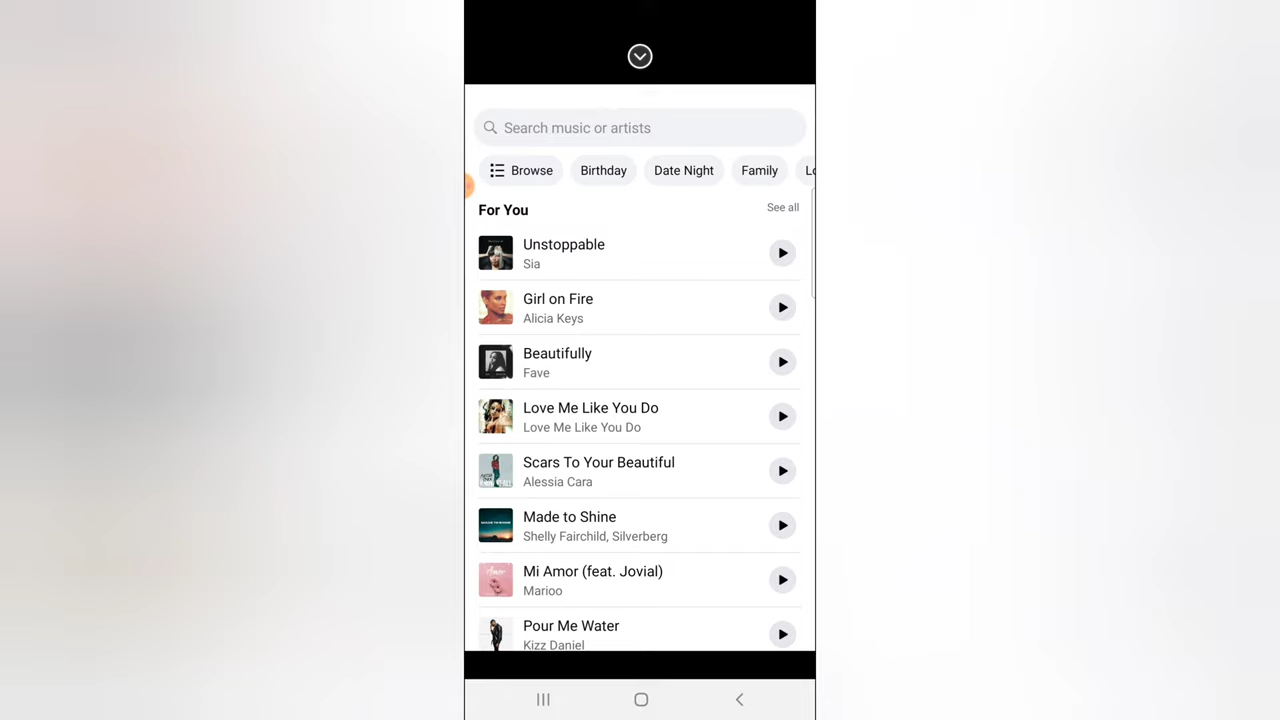 Search music or artists
Browse
Birthday
Date Night
Family
Lo
For You
See all
Unstoppable
Sia
Girl on Fire
Alicia Keys
Beautifully
Fave
Love Me Like You Do
Love Me Like You Do
Scars To Your Beautiful
Alessia Cara
Made to Shine
Shelly Fairchild, Silverberg
Mi Amor (feat. Jovial)
Marioo
Pour Me Water
Kizz Daniel